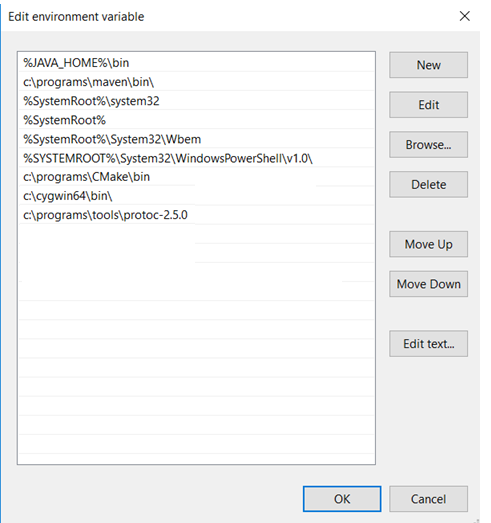 Edit environment variable
%JAVA_HOME%\bin
c:\programs\maven\bin\
%SystemRoot%\system32
%SystemRoot%
%SystemRoot%\System32\Wbem
%SYSTEMROOT%\System32\WindowsPowerShell\v1.0\
c:\programs\CMake\bin
c:\cygwin64\bin\
c:\programs\tools\protoc-2.5.0
New
Edit
Browse...
Delete
Move Up
Move Down
Edit text...
OK
Cancel